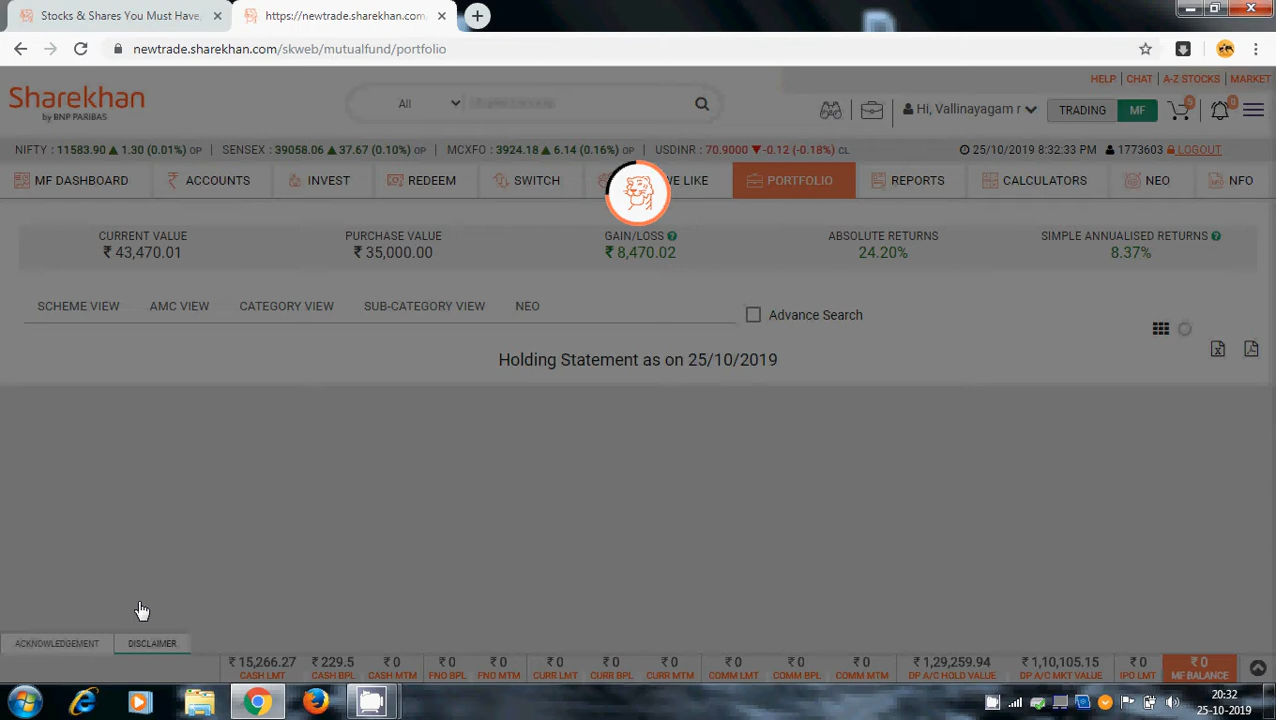 Stocks & Shares You Must Have,
https://newtrade.sharekhan.com/
newtrade.sharekhan.com/skweb/mutualfund/portfolio
HELP | CHAT | A-Z STOCKS | MARKET
Sharekhan
by BNP PARIBAS
All
Hi, Vallinayagam r
TRADING MF
9
0
NIFTY : 11583.90 ▲ 1.30 (0.01%) OP | SENSEX : 39058.06 ▲ 37.67 (0.10%) OP | MCXFO : 3924.18 ▲ 6.14 (0.16%) OP | USDINR : 70.9000 ▼ -0.12 (-0.18%) CL
25/10/2019 8:32:33 PM 1773603 LOGOUT
MF DASHBOARD ACCOUNTS INVEST REDEEM SWITCH WE LIKE PORTFOLIO REPORTS CALCULATORS NEO NFO
CURRENT VALUE PURCHASE VALUE GAIN/LOSS ABSOLUTE RETURNS SIMPLE ANNUALISED RETURNS
₹ 43,470.01 ₹ 35,000.00 ₹ 8,470.02 24.20% 8.37%
SCHEME VIEW AMC VIEW CATEGORY VIEW SUB-CATEGORY VIEW NEO
Advance Search
Holding Statement as on 25/10/2019
ACKNOWLEDGEMENT DISCLAIMER
₹ 15,266.27 ₹ 229.5 ₹ 0 ₹ 0 ₹ 0 ₹ 0 ₹ 0 ₹ 0 ₹ 0 ₹ 0 ₹ 0 ₹ 1,29,259.94 ₹ 1,10,105.15 ₹ 0 ₹ 0
CASH LMT CASH BPL CASH MTM FNO BPL FNO MTM CURR LMT CURR BPL CURR MTM COMM LMT COMM BPL COMM MTM DP A/C HOLD VALUE DP A/C MKT VALUE IPO LMT MF BALANCE
20:32
25-10-2019